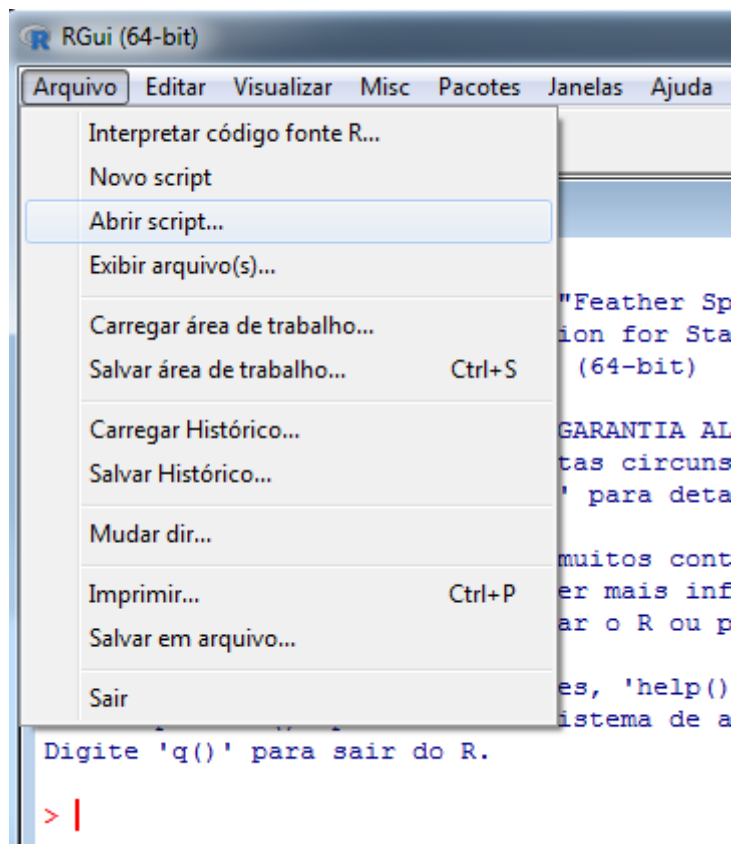 RGui (64-bit)
Arquivo Editar Visualizar Misc Pacotes Janelas Ajuda
Interpretar código fonte R...
Novo script
Abrir script...
Exibir arquivo(s)...
Carregar área de trabalho...
Salvar área de trabalho... Ctrl+S
Carregar Histórico...
Salvar Histórico...
Mudar dir...
Imprimir... Ctrl+P
Salvar em arquivo...
Sair
"Feather Sp
ion for Sta
(64-bit)
GARANTIA AL
tas circuns
' para deta
muitos cont
er mais inf
ar o R ou p
es, 'help()
istema de a
Digite 'q()' para sair do R.
>